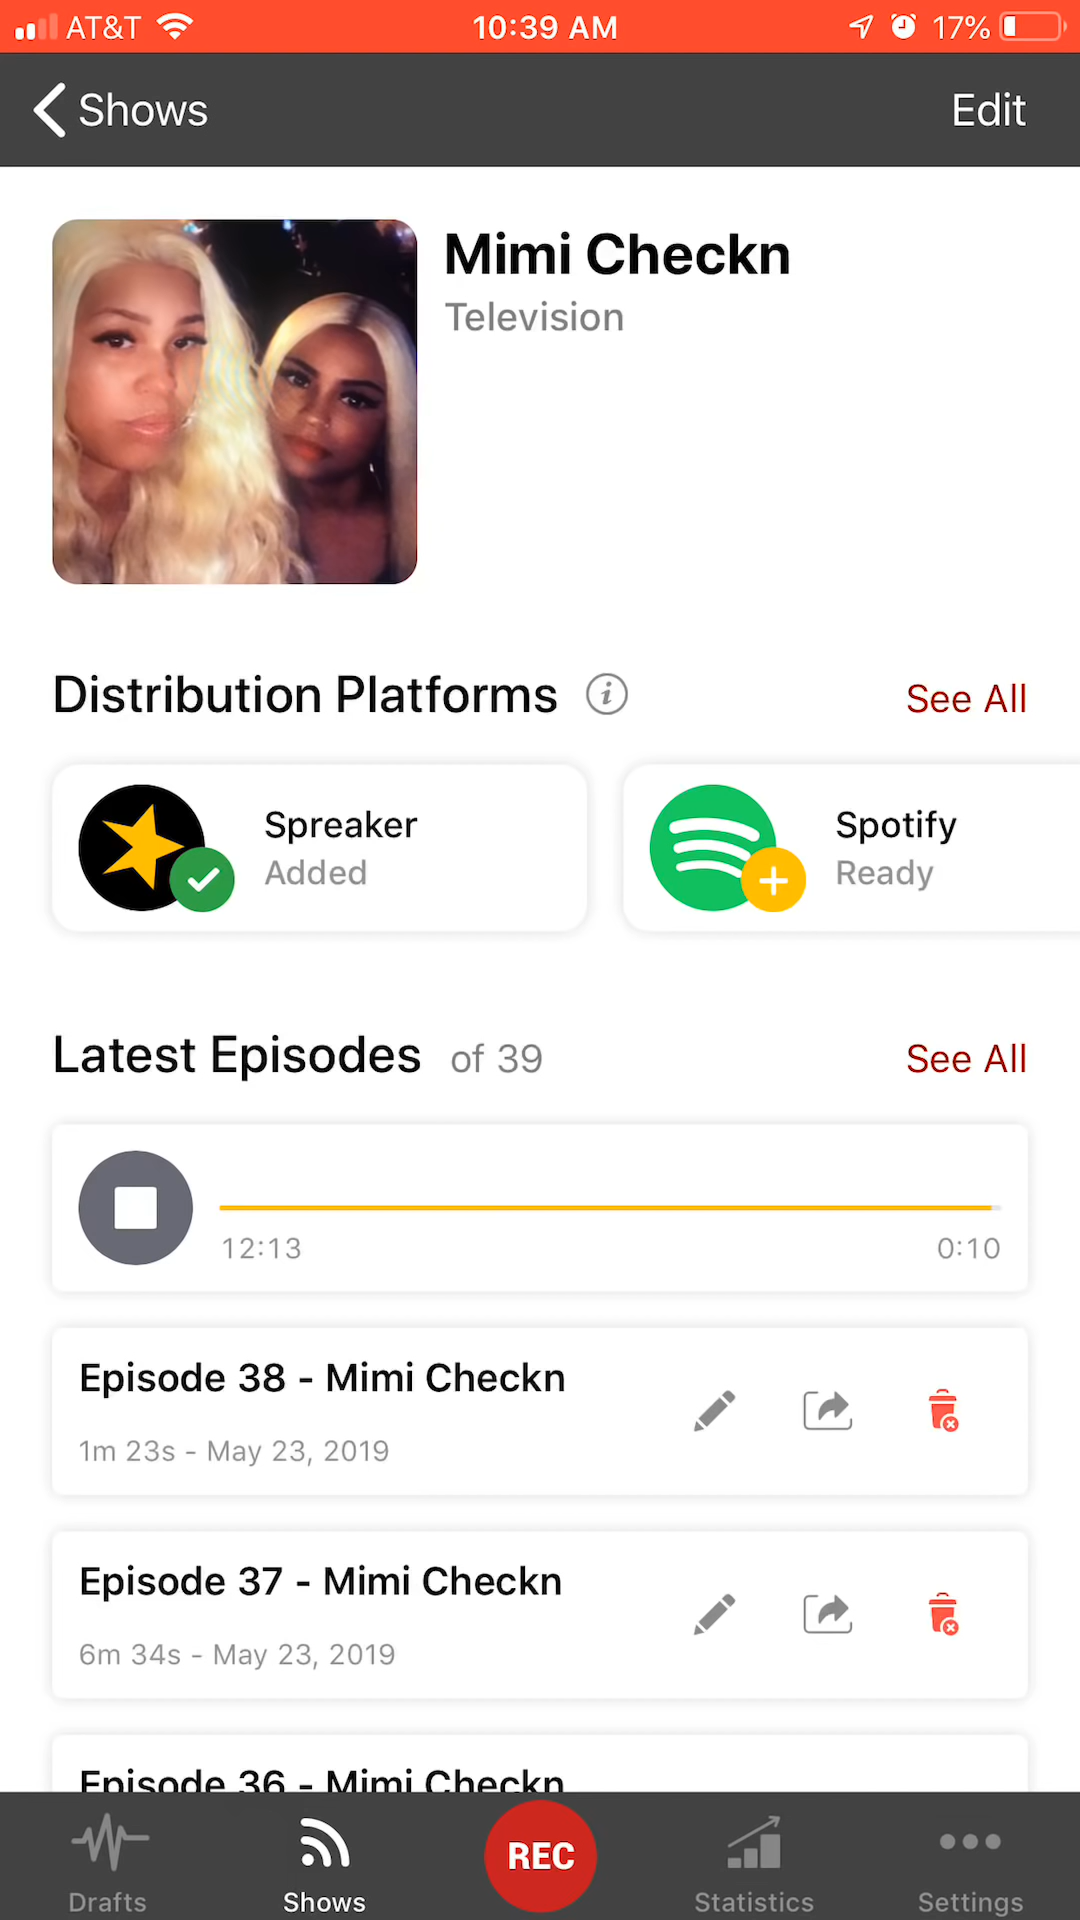 AT&T 10:39 AM 17%
Shows Edit
Mimi Checkn
Television
Distribution Platforms i See All
Spreaker
Added
Spotify
Ready
Latest Episodes of 39 See All
12:13 0:10
Episode 38 - Mimi Checkn
1m 23s - May 23, 2019
Episode 37 - Mimi Checkn
6m 34s - May 23, 2019
Episode 36 - Mimi Checkn
REC
Drafts Shows Statistics Settings